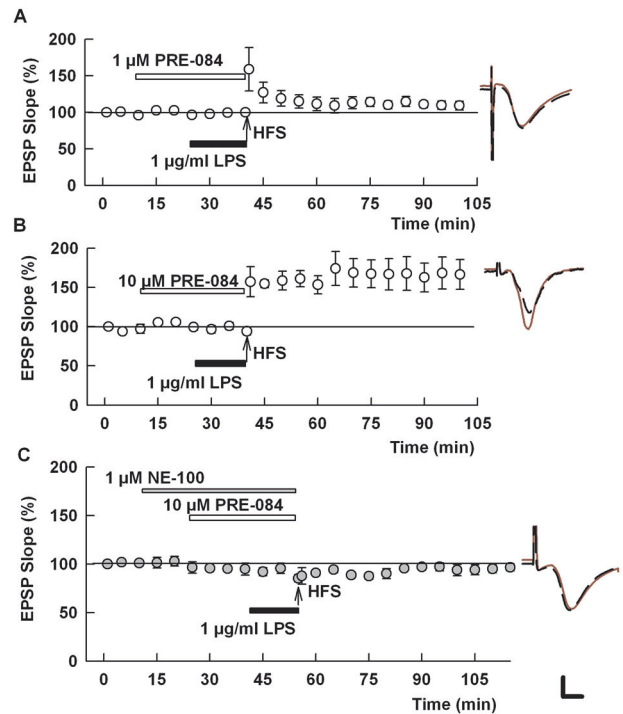 A
EPSP Slope (%)
200
150
100
50
0
1 µM PRE-084
HFS
1 µg/ml LPS
0 15 30 45 60 75 90 105
Time (min)
B
EPSP Slope (%)
200
150
100
50
0
10 µM PRE-084
HFS
1 µg/ml LPS
0 15 30 45 60 75 90 105
Time (min)
C
EPSP Slope (%)
200
150
100
50
0
1 µM NE-100
10 µM PRE-084
HFS
1 µg/ml LPS
0 15 30 45 60 75 90 105
Time (min)